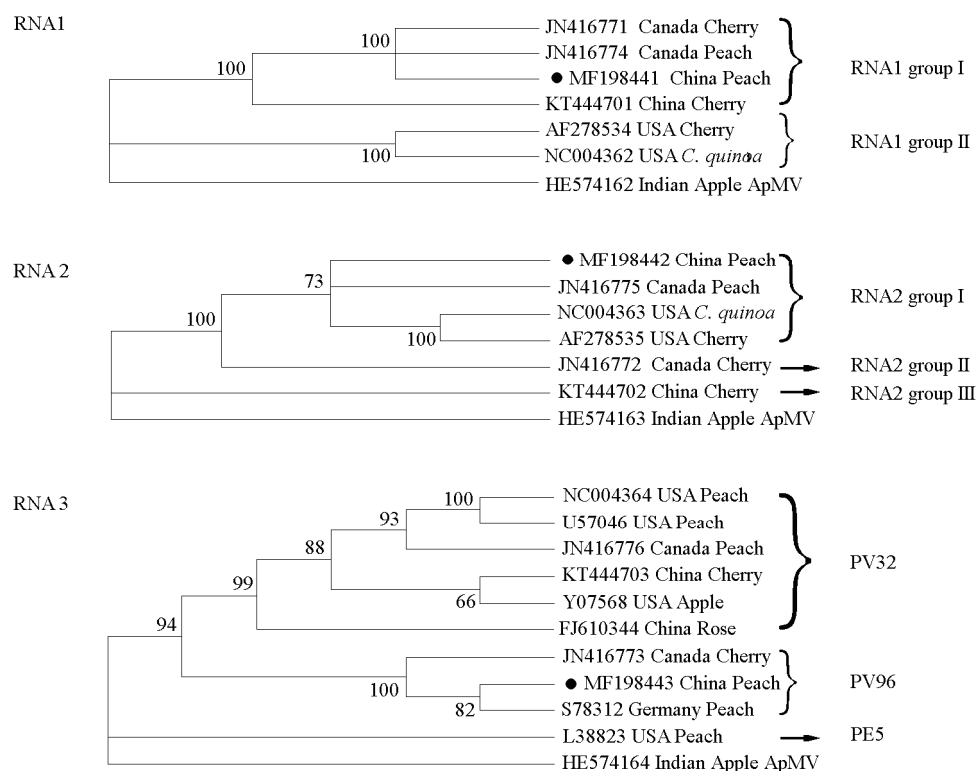 RNA1
JN416771 Canada Cherry
JN416774 Canada Peach
MF198441 China Peach
KT444701 China Cherry
AF278534 USA Cherry
NC004362 USA C. quinoa
HE574162 Indian Apple ApMV
100
100
100
RNA1 group I
RNA1 group II
RNA 2
MF198442 China Peach
JN416775 Canada Peach
NC004363 USA C. quinoa
AF278535 USA Cherry
JN416772 Canada Cherry
KT444702 China Cherry
HE574163 Indian Apple ApMV
73
100
100
RNA2 group I
RNA2 group II
RNA2 group III
RNA 3
NC004364 USA Peach
U57046 USA Peach
JN416776 Canada Peach
KT444703 China Cherry
Y07568 USA Apple
FJ610344 China Rose
JN416773 Canada Cherry
MF198443 China Peach
S78312 Germany Peach
L38823 USA Peach
HE574164 Indian Apple ApMV
100
93
88
99
66
94
100
82
PV32
PV96
PE5